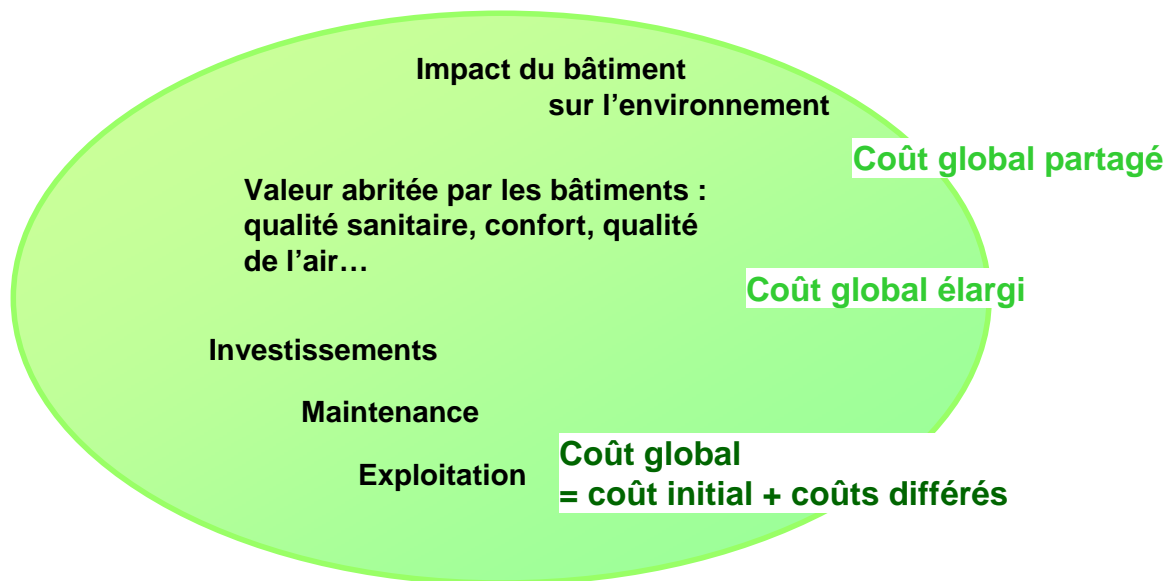 Impact du bâtiment
sur l’environnement
Coût global partagé
Valeur abritée par les bâtiments :
qualité sanitaire, confort, qualité
de l’air…
Coût global élargi
Investissements
Maintenance
Exploitation
Coût global
= coût initial + coûts différés